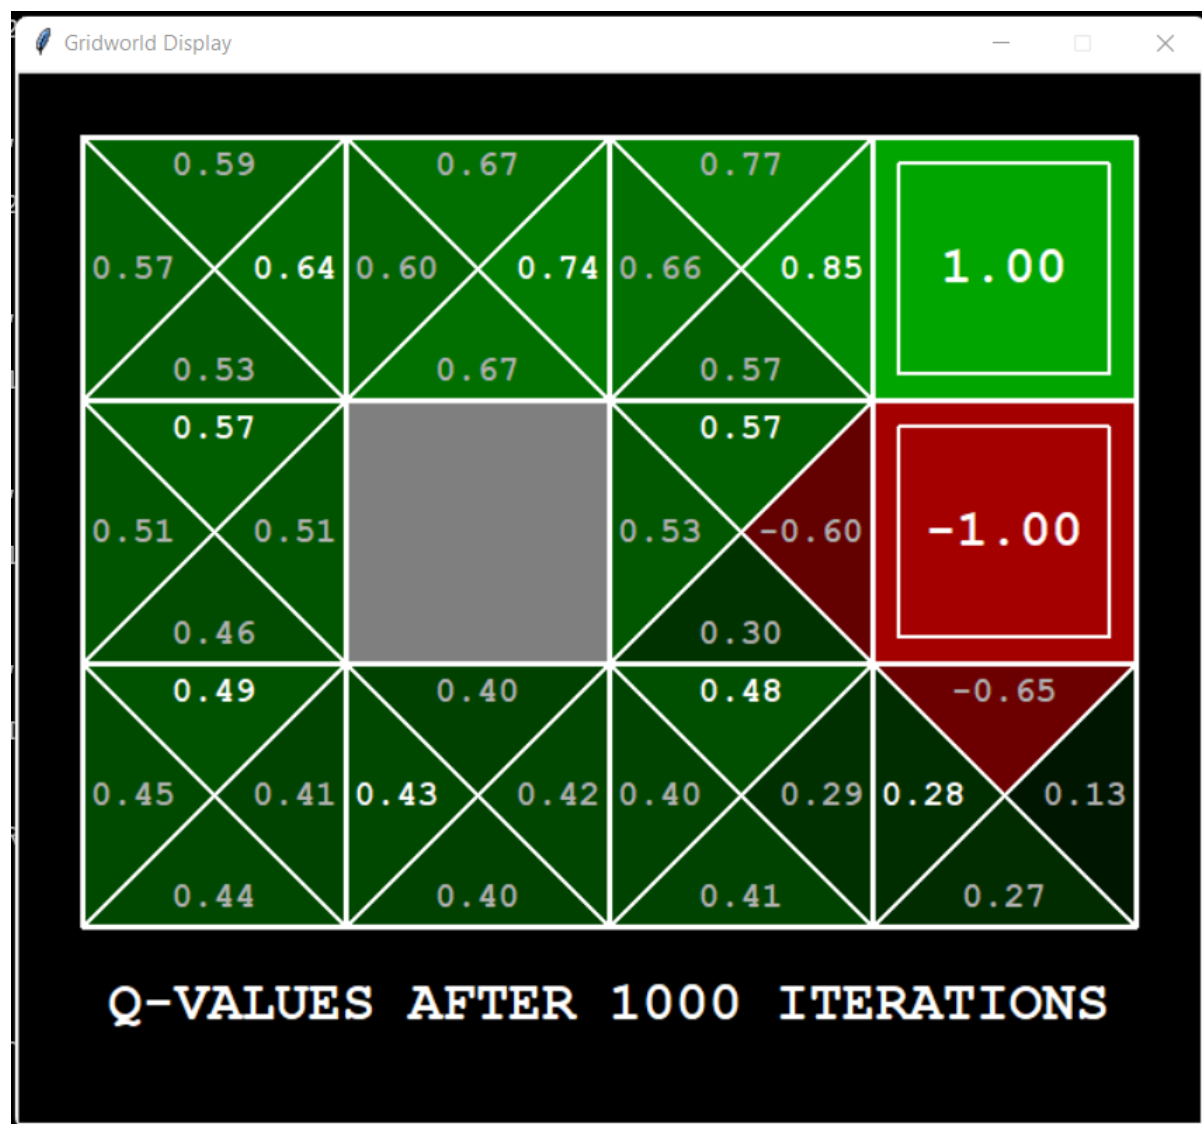 Gridworld Display
0.59 0.67 0.77
0.57 0.64 0.60 0.74 0.66 0.85 1.00
0.53 0.67 0.57
0.57 0.57
0.51 0.51 0.53 -0.60 -1.00
0.46 0.30
0.49 0.40 0.48 -0.65
0.45 0.41 0.43 0.42 0.40 0.29 0.28 0.13
0.44 0.40 0.41 0.27
Q-VALUES AFTER 1000 ITERATIONS